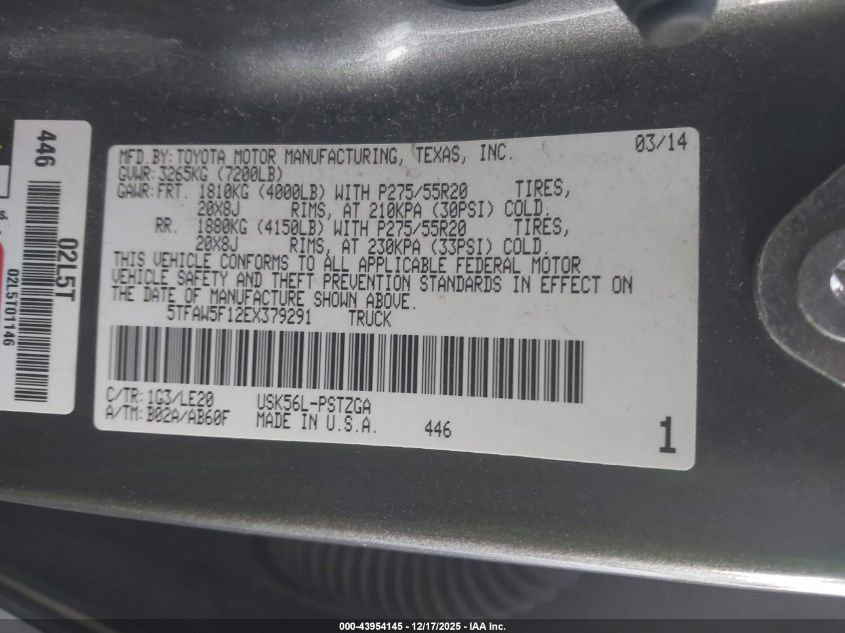 446
02L5T
02L5T01146
s.
MFD.BY:TOYOTA MOTOR MANUFACTURING, TEXAS, INC. 03/14
GVWR:3265KG (7200LB)
GAWR:FRT. 1810KG (4000LB) WITH P275/55R20 TIRES,
20X8J RIMS, AT 210KPA (30PSI) COLD.
RR. 1880KG (4150LB) WITH P275/55R20 TIRES,
20X8J RIMS, AT 230KPA (33PSI) COLD.
THIS VEHICLE CONFORMS TO ALL APPLICABLE FEDERAL MOTOR
VEHICLE SAFETY AND THEFT PREVENTION STANDARDS IN EFFECT ON
THE DATE OF MANUFACTURE SHOWN ABOVE.
5TFAW5F12EX379291 TRUCK
C/TR:1G3/LE20 USK56L-PSTZGA
A/TM:B02A/AB60F MADE IN U.S.A. 446 1
000-43954145 - 12/17/2025 - IAA Inc.